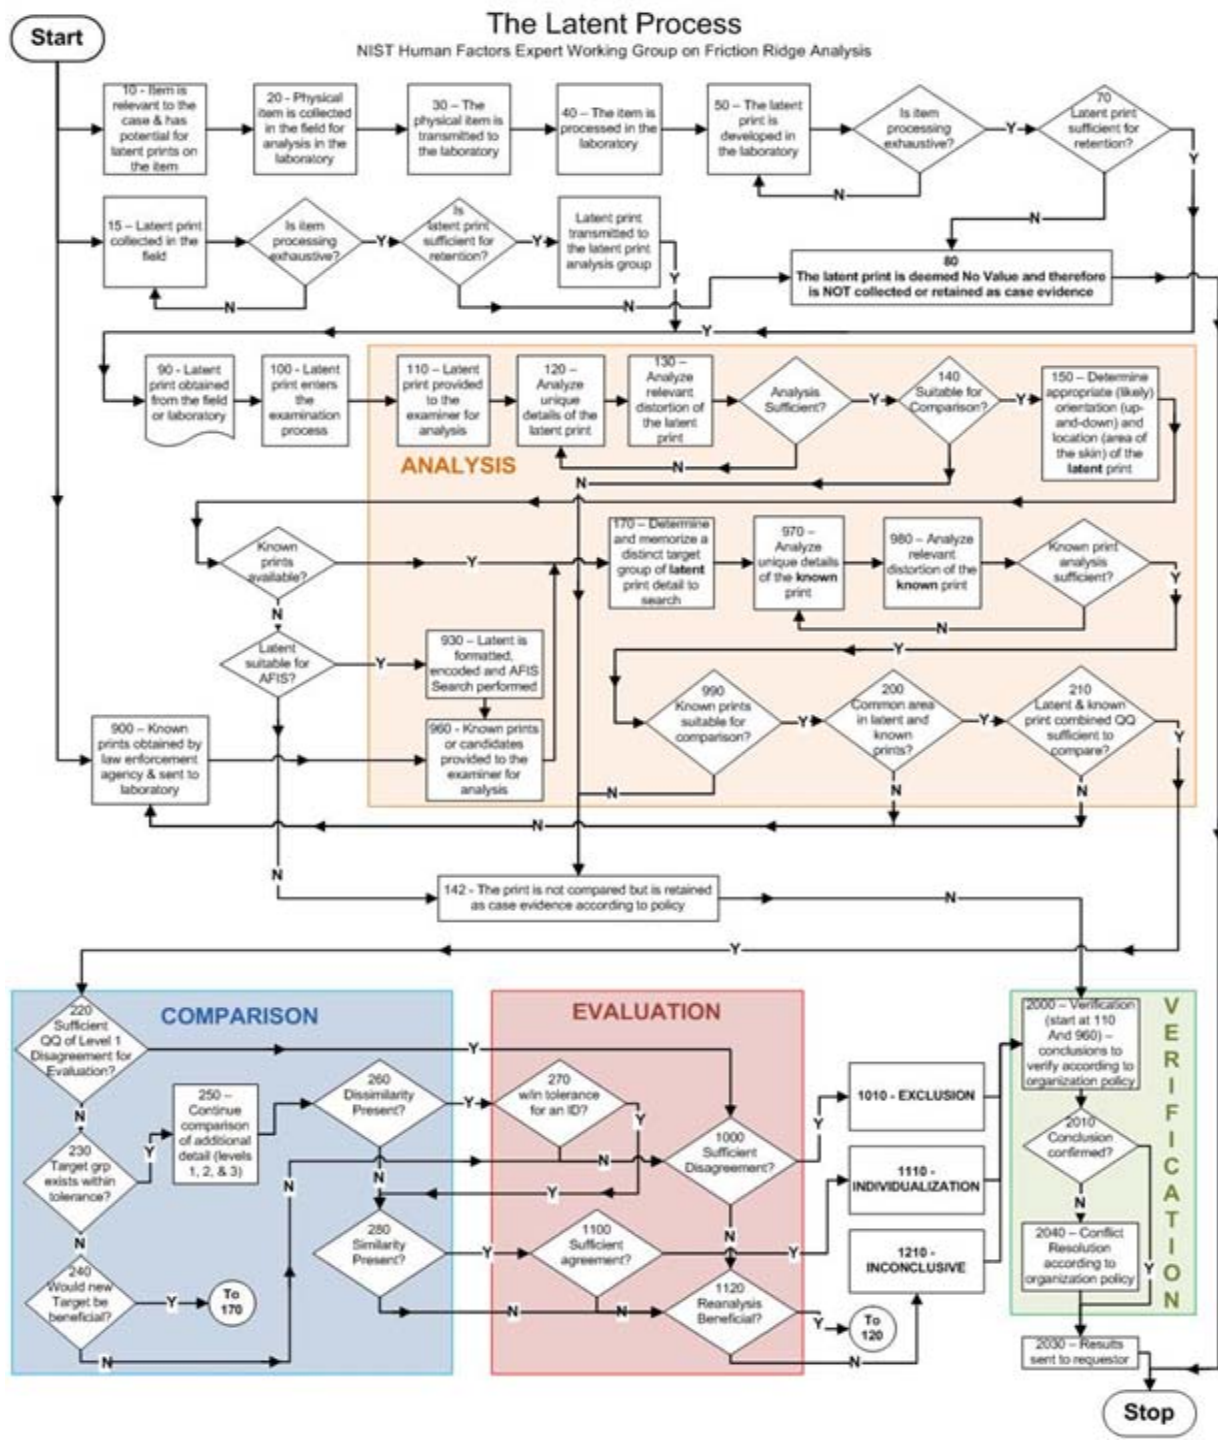 The Latent Process
NIST Human Factors Expert Working Group on Friction Ridge Analysis
Start
10 - Item is
relevant to the
case & has
potential for
latent prints on
the item
20 - Physical
item is collected
in the field for
analysis in the
laboratory
30 – The
physical item is
transmitted to
the laboratory
40 – The item is
processed in the
laboratory
50 – The latent
print is
developed in
the laboratory
Is item
processing
exhaustive?
Y
N
70
Latent print
sufficient for
retention?
Y
N
15 – Latent print
collected in the
field
Is item
processing
exhaustive?
Y
N
Is
latent print
sufficient for
retention?
Y
N
Latent print
transmitted to
the latent print
analysis group
Y
80
The latent print is deemed No Value and therefore
is NOT collected or retained as case evidence
Y
90 - Latent
print obtained
from the field
or laboratory
100 - Latent
print enters
the
examination
process
110 – Latent
print provided
to the
examiner for
analysis
120 –
Analyze
unique
details of the
latent print
130 –
Analyze
relevant
distortion of
the latent
print
Analysis
Sufficient?
Y
N
140
Suitable for
Comparison?
Y
N
150 – Determine
appropriate (likely)
orientation (up-
and-down) and
location (area of
the skin) of the
latent print
ANALYSIS
Known
prints
available?
Y
N
170 – Determine
and memorize a
distinct target
group of latent
print detail to
search
970 –
Analyze
unique details
of the known
print
980 – Analyze
relevant
distortion of the
known print
Known print
analysis
sufficient?
Y
N
Y
Latent
suitable for
AFIS?
Y
N
930 – Latent is
formatted,
encoded and AFIS
Search performed
900 – Known
prints obtained by
law enforcement
agency & sent to
laboratory
960 - Known prints
or candidates
provided to the
examiner for
analysis
990
Known prints
suitable for
comparison?
Y
N
200
Common area
in latent and
known
prints?
Y
N
210
Latent & known
print combined QQ
sufficient to
compare?
Y
N
N
142 - The print is not compared but is retained
as case evidence according to policy
N
Y
COMPARISON
220
Sufficient
QQ of Level 1
Disagreement for
Evaluation?
Y
N
230
Target grp
exists within
tolerance?
Y
N
240
Would new
Target be
beneficial?
Y
N
To
170
250 –
Continue
comparison
of additional
detail (levels
1, 2, & 3)
N
260
Dissimilarity
Present?
Y
N
280
Similarity
Present?
Y
N
EVALUATION
270
w/in tolerance
for an ID?
Y
N
Y
1000
Sufficient
Disagreement?
Y
N
1100
Sufficient
agreement?
Y
N
1120
Reanalysis
Beneficial?
Y
N
To
120
1010 - EXCLUSION
1110 -
INDIVIDUALIZATION
1210 -
INCONCLUSIVE
VERIFICATION
2000 – Verification
(start at 110
And 960) –
conclusions to
verify according to
organization policy
2010
Conclusion
confirmed?
Y
N
2040 – Conflict
Resolution
according to
organization policy
2030 – Results
sent to requestor
Stop